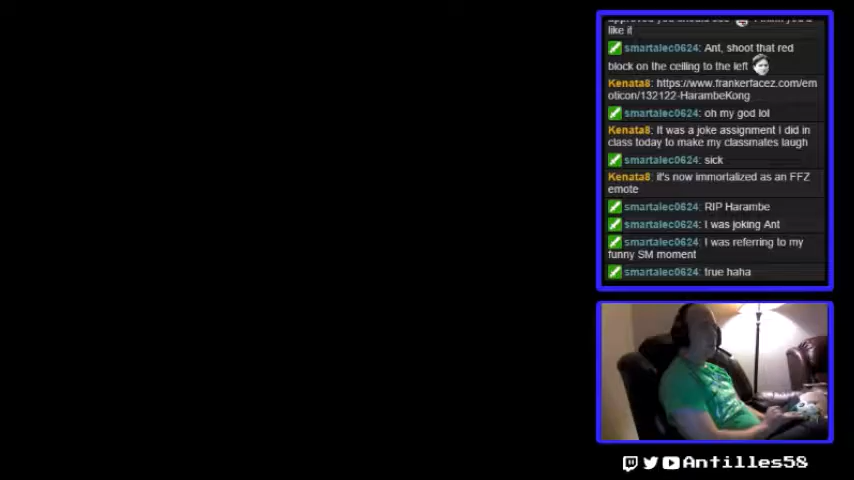 like it
smartalec0624: Ant, shoot that red
block on the ceiling to the left
Kenata8: https://www.frankerfacez.com/em
oticon/132122-HarambeKong
smartalec0624: oh my god lol
Kenata8: It was a joke assignment I did in
class today to make my classmates laugh
smartalec0624: sick
Kenata8: it's now immortalized as an FFZ
emote
smartalec0624: RIP Harambe
smartalec0624: I was joking Ant
smartalec0624: I was referring to my
funny SM moment
smartalec0624: true haha
Antilles58